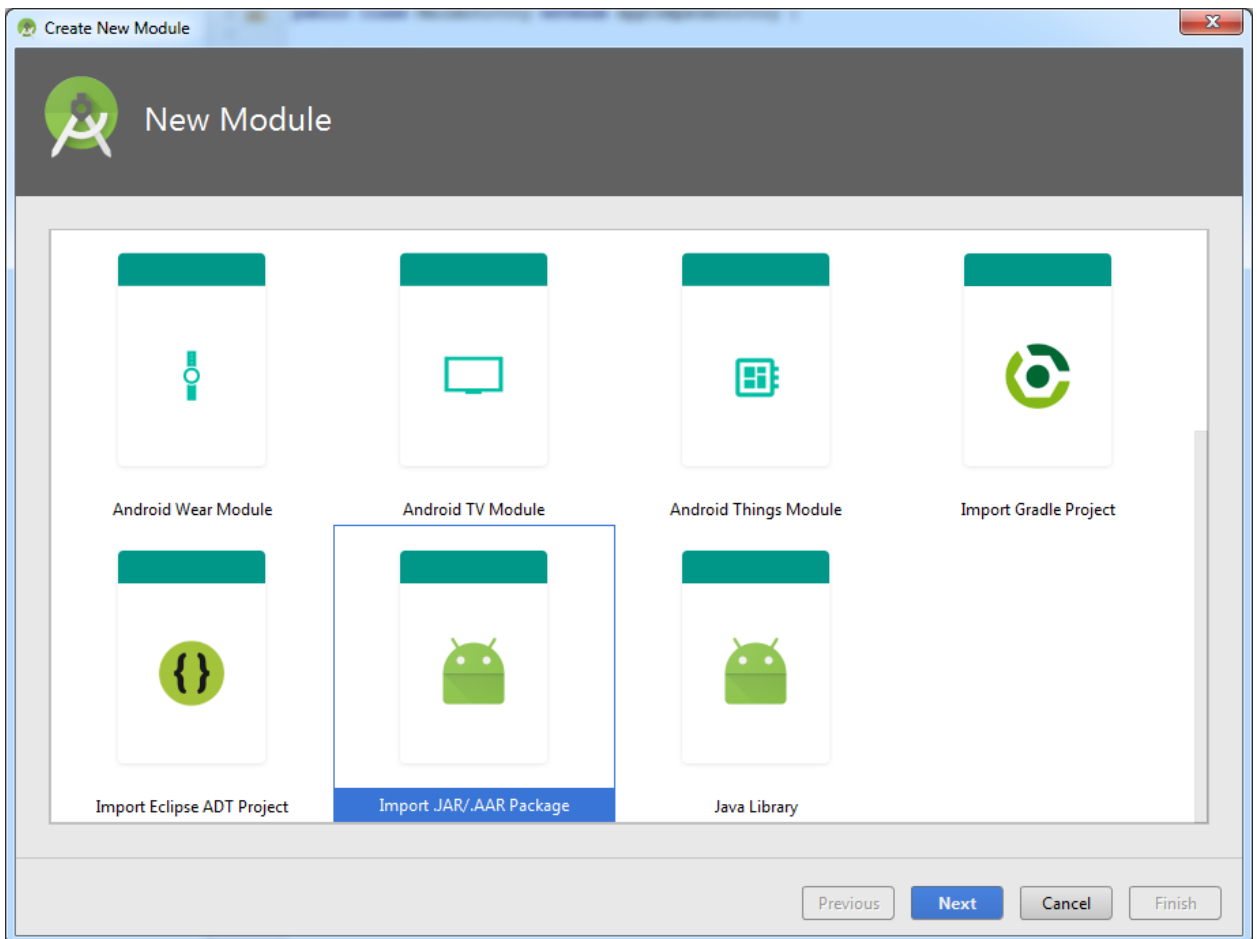 Create New Module
New Module
Android Wear Module
Android TV Module
Android Things Module
Import Gradle Project
Import Eclipse ADT Project
Import .JAR/.AAR Package
Java Library
Previous
Next
Cancel
Finish